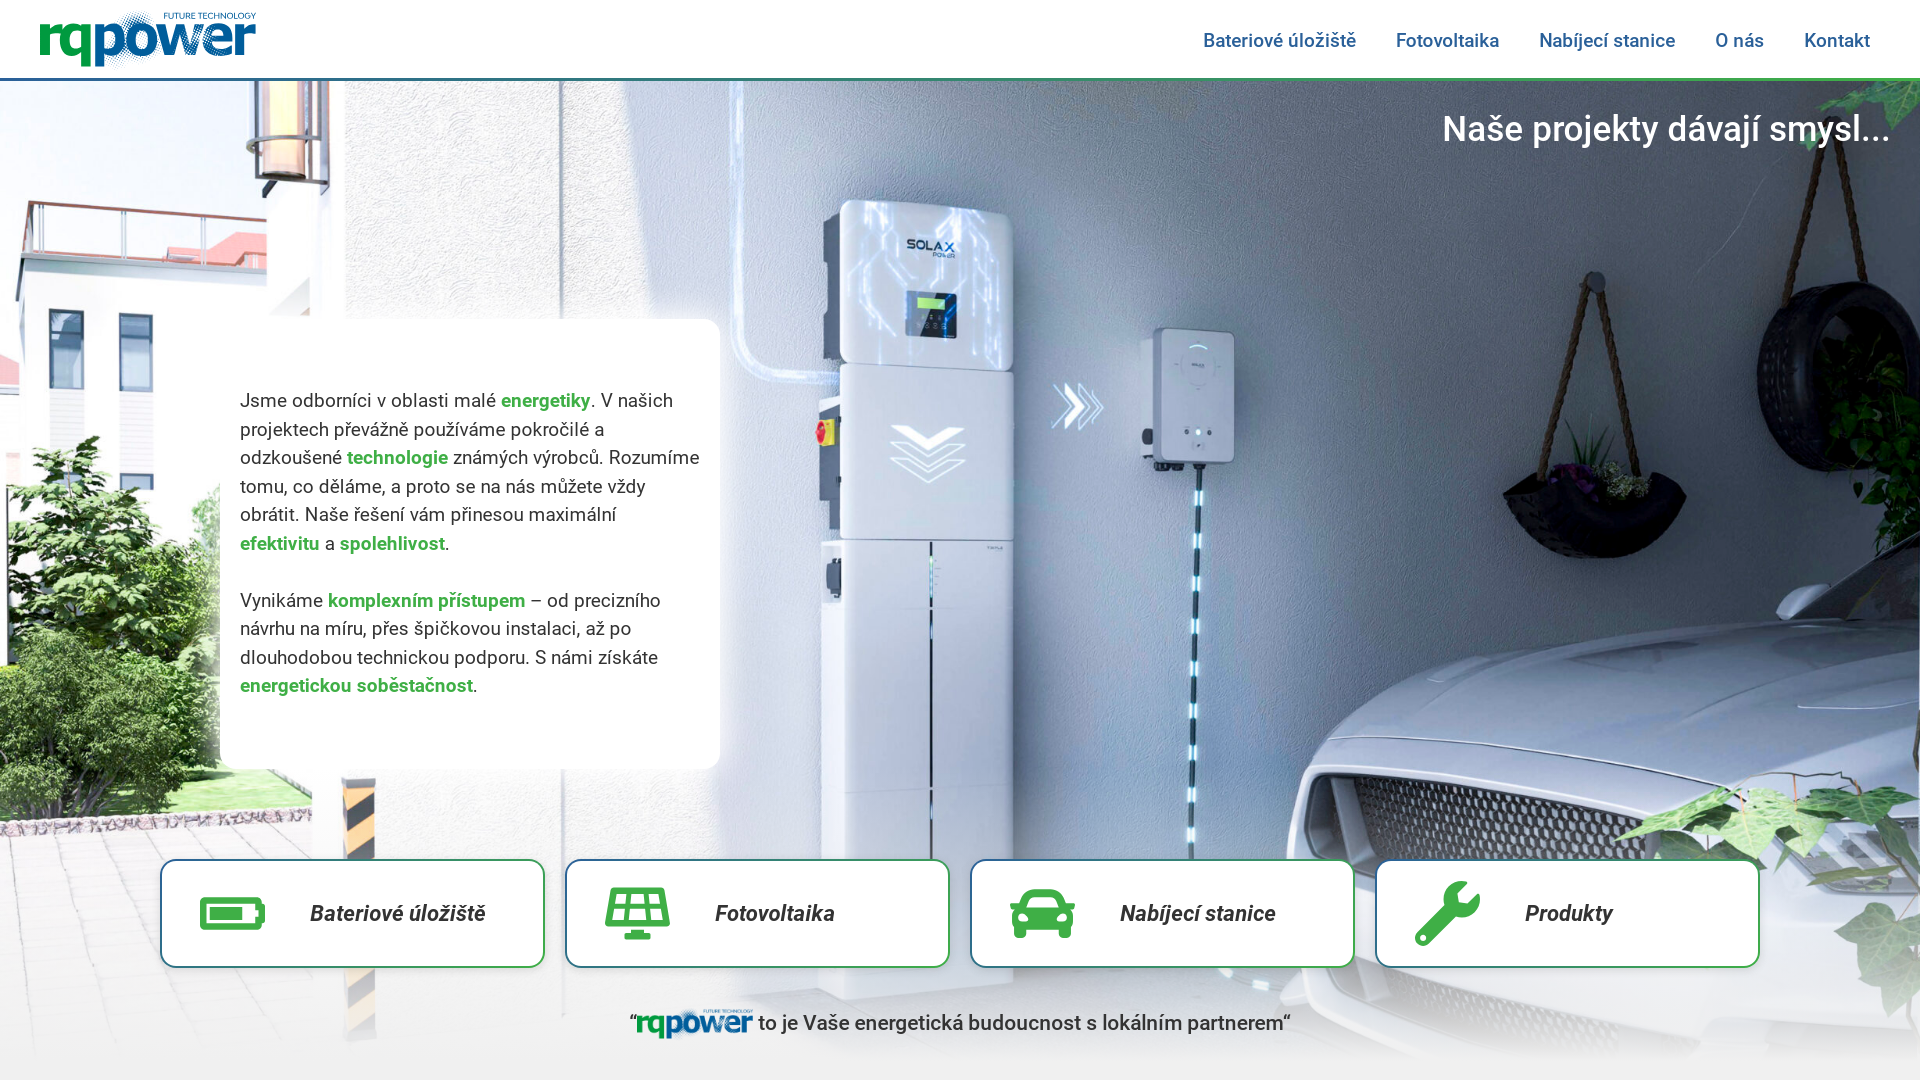 FUTURE TECHNOLOGY
rqpower
Bateriové úložiště
Fotovoltaika
Nabíjecí stanice
O nás
Kontakt
Naše projekty dávají smysl...
SOLAX
POWER
Jsme odborníci v oblasti malé energetiky. V našich
projektech převážně používáme pokročilé a
odzkoušené technologie známých výrobců. Rozumíme
tomu, co děláme, a proto se na nás můžete vždy
obrátit. Naše řešení vám přinesou maximální
efektivitu a spolehlivost.
Vynikáme komplexním přístupem – od precizního
návrhu na míru, přes špičkovou instalaci, až po
dlouhodobou technickou podporu. S námi získáte
energetickou soběstačnost.
Bateriové úložiště
Fotovoltaika
Nabíjecí stanice
Produkty
FUTURE TECHNOLOGY
“rqpower to je Vaše energetická budoucnost s lokálním partnerem“